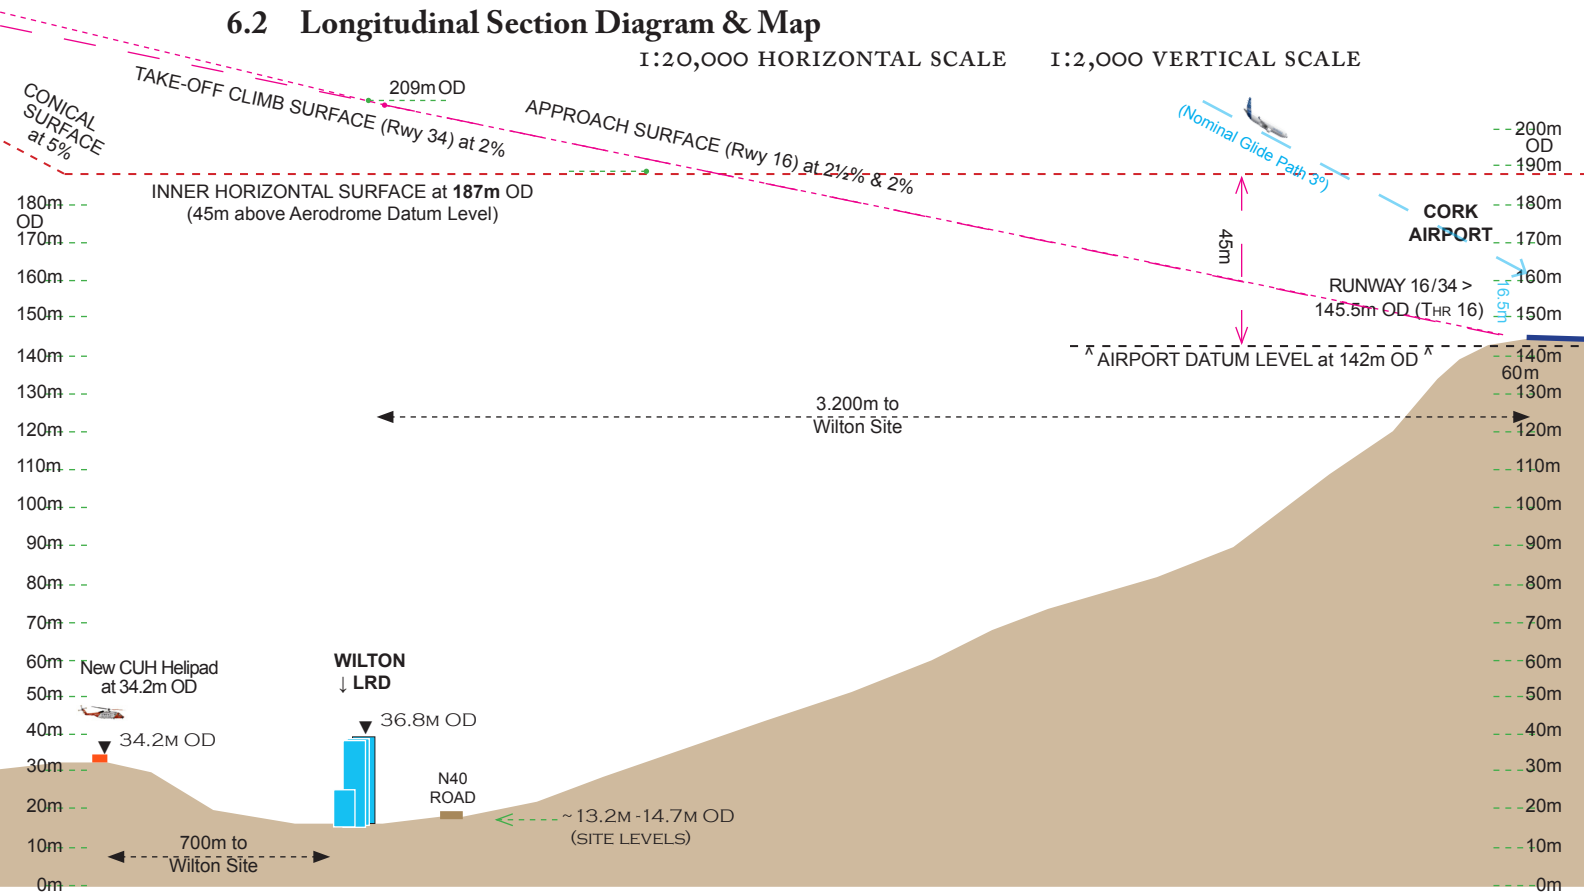 6.2 Longitudinal Section Diagram & Map
1:20,000 HORIZONTAL SCALE 1:2,000 VERTICAL SCALE
TAKE-OFF CLIMB SURFACE (Rwy 34) at 2%
209m OD
APPROACH SURFACE (Rwy 16) at 2½% & 2%
CONICAL
SURFACE
at 5%
(Nominal Glide Path 3º)
INNER HORIZONTAL SURFACE at 187m OD
(45m above Aerodrome Datum Level)
45m
CORK
AIRPORT
RUNWAY 16/34 >
145.5m OD (THR 16)
16.5m
^ AIRPORT DATUM LEVEL at 142m OD ^
60m
3.200m to
Wilton Site
180m
OD
170m
160m
150m
140m
130m
120m
110m
100m
90m
80m
70m
60m
50m
40m
30m
20m
10m
0m
200m
OD
190m
180m
170m
160m
150m
140m
130m
120m
110m
100m
90m
80m
70m
60m
50m
40m
30m
20m
10m
0m
New CUH Helipad
at 34.2m OD
34.2M OD
WILTON
↓ LRD
36.8M OD
N40
ROAD
~13.2M-14.7M OD
(SITE LEVELS)
700m to
Wilton Site